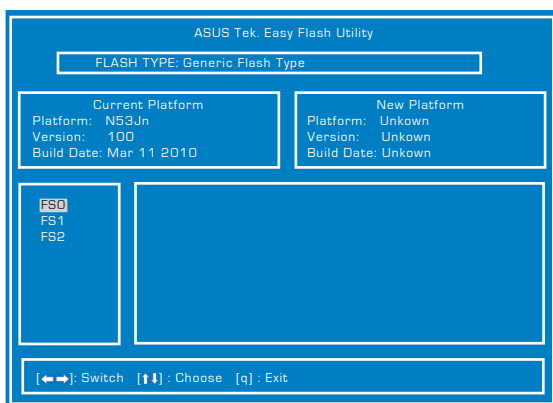 ASUS Tek. Easy Flash Utility
FLASH TYPE: Generic Flash Type
Current Platform
Platform: N53Jn
Version: 100
Build Date: Mar 11 2010
New Platform
Platform: Unkown
Version: Unkown
Build Date: Unkown
FS0
FS1
FS2
[←→]: Switch [↑↓] : Choose [q] : Exit